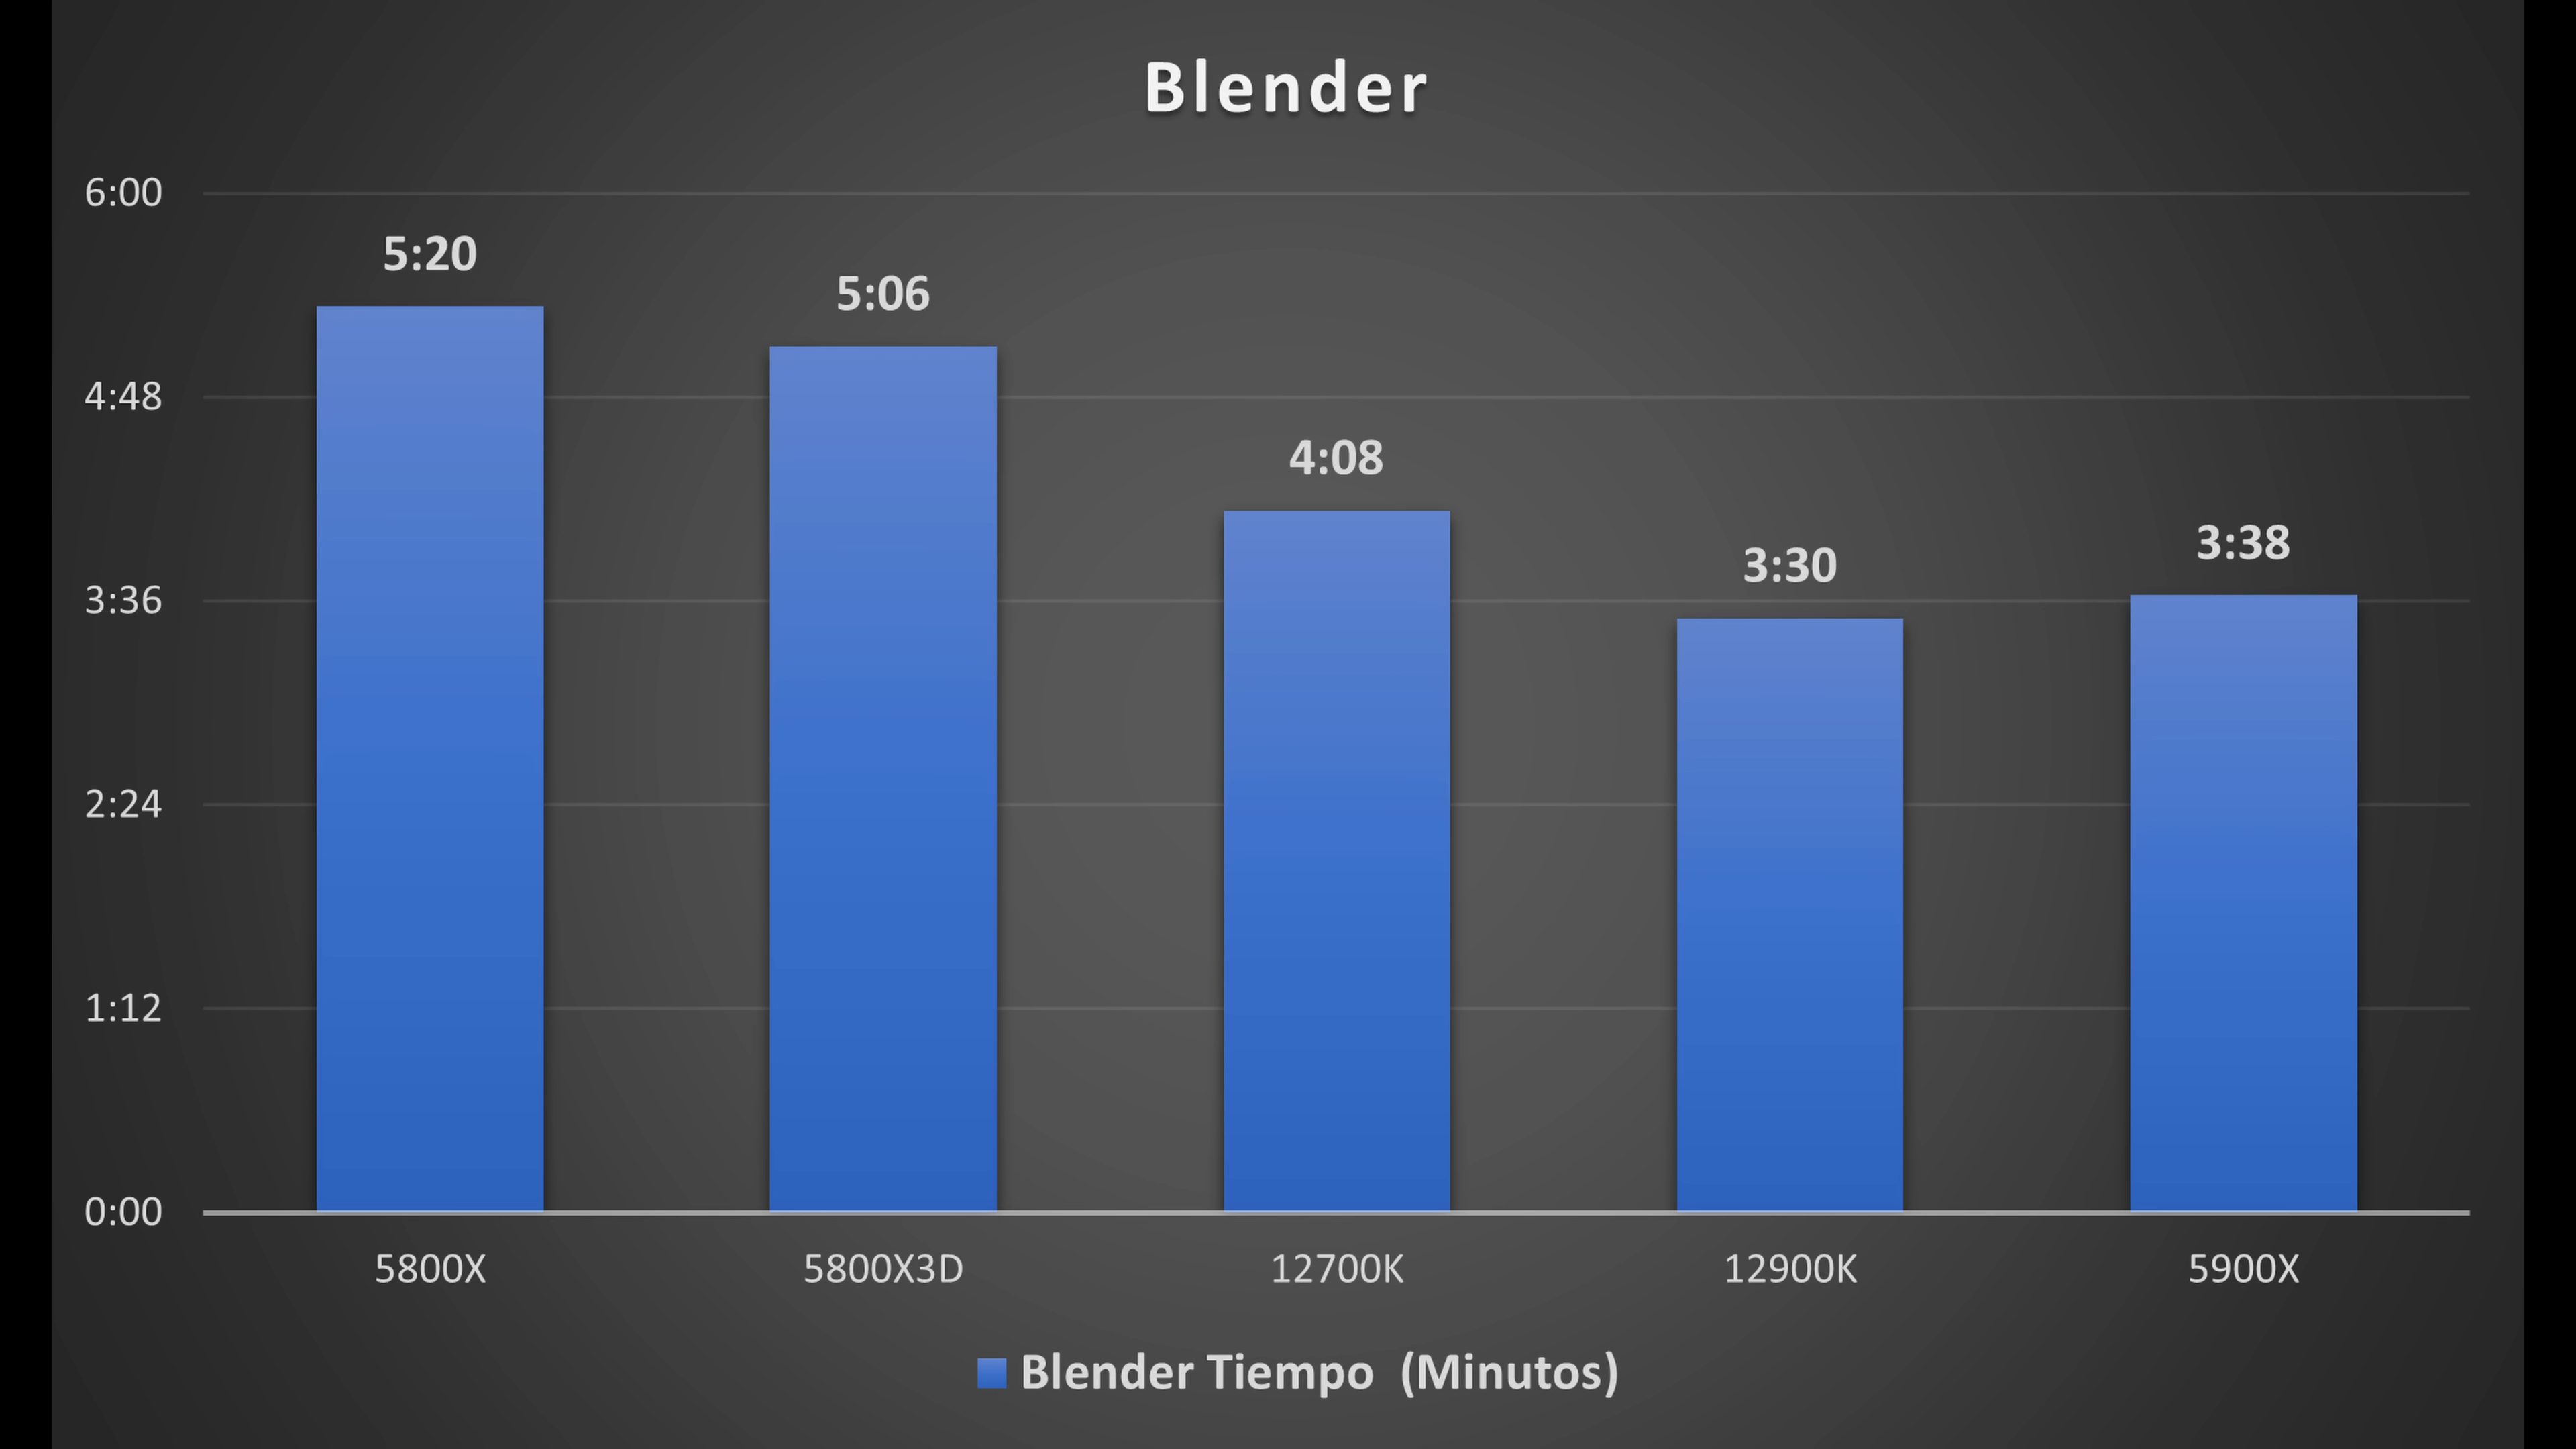 Blender
6:00
5:20
5:06
4:48
4:08
3:38
3:30
3:36
2:24
1:12
0:00
5800X
5800X3D
12700K
12900K
5900X
Blender Tiempo (Minutos)